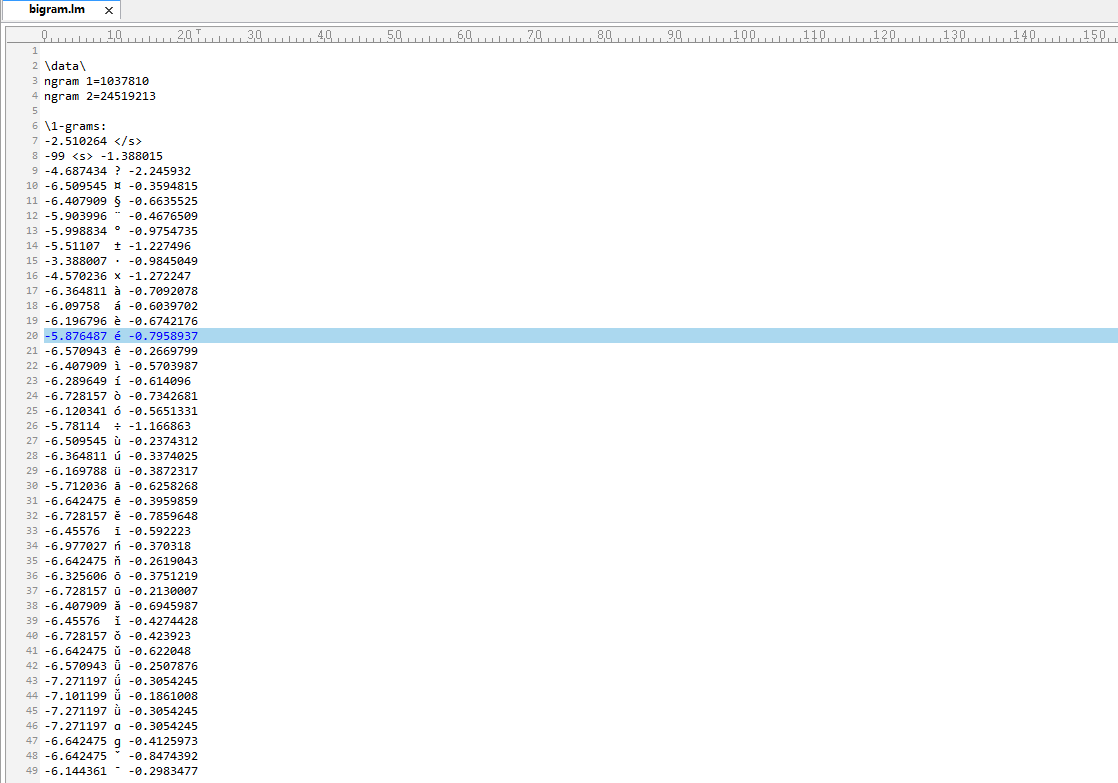 bigram.lm ×
0 10 20 30 40 50 60 70 80 90 100 110 120 130 140 150
1
2 \data\
3 ngram 1=1037810
4 ngram 2=24519213
5
6 \1-grams:
7 -2.510264 </s>
8 -99 <s> -1.388015
9 -4.687434 ? -2.245932
10 -6.509545 ¤ -0.3594815
11 -6.407909 § -0.6635525
12 -5.903996 ¨ -0.4676509
13 -5.998834 ° -0.9754735
14 -5.51107 ± -1.227496
15 -3.388007 · -0.9845049
16 -4.570236 × -1.272247
17 -6.364811 à -0.7092078
18 -6.09758 á -0.6039702
19 -6.196796 è -0.6742176
20 -5.876487 é -0.7958937
21 -6.570943 ê -0.2669799
22 -6.407909 ì -0.5703987
23 -6.289649 í -0.614096
24 -6.728157 ò -0.7342681
25 -6.120341 ó -0.5651331
26 -5.78114 ÷ -1.166863
27 -6.509545 ù -0.2374312
28 -6.364811 ú -0.3374025
29 -6.169788 ü -0.3872317
30 -5.712036 ā -0.6258268
31 -6.642475 ē -0.3959859
32 -6.728157 ě -0.7859648
33 -6.45576 ī -0.592223
34 -6.977027 ń -0.370318
35 -6.642475 ň -0.2619043
36 -6.325606 ō -0.3751219
37 -6.728157 ū -0.2130007
38 -6.407909 ǎ -0.6945987
39 -6.45576 ǐ -0.4274428
40 -6.728157 ǒ -0.423923
41 -6.642475 ǔ -0.622048
42 -6.570943 ǖ -0.2507876
43 -7.271197 ǘ -0.3054245
44 -7.101199 ǚ -0.1861008
45 -7.271197 ǜ -0.3054245
46 -7.271197 ɑ -0.3054245
47 -6.642475 ɡ -0.4125973
48 -6.642475 ˇ -0.8474392
49 -6.144361 ˉ -0.2983477